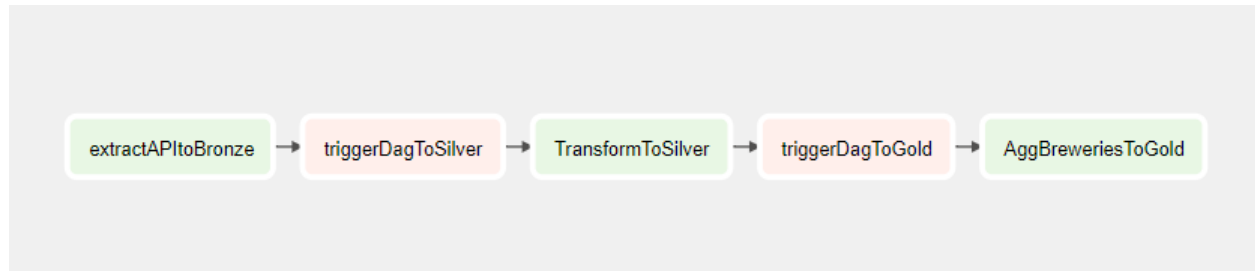 extractAPItoBronze
triggerDagToSilver
TransformToSilver
triggerDagToGold
AggBreweriesToGold